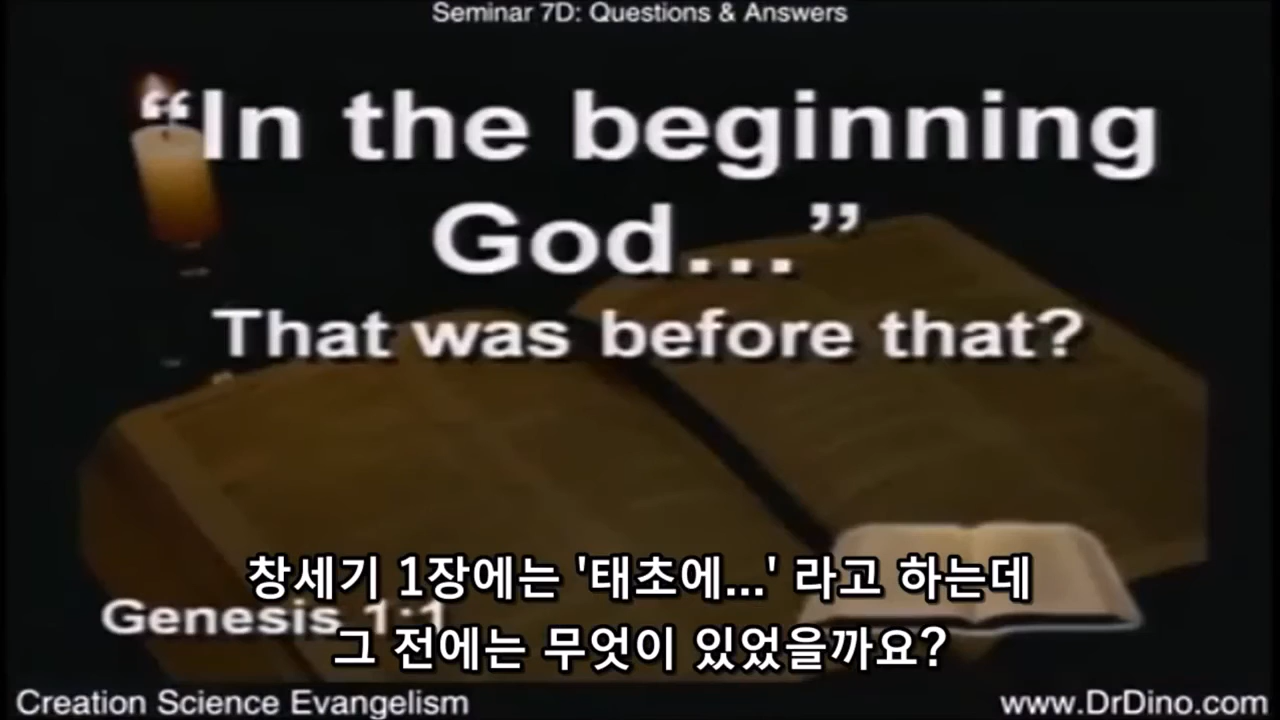 Seminar 7D: Questions & Answers
“In the beginning
God…”
That was before that?
창세기 1장에는 '태초에...' 라고 하는데
Genesis 1:1
그 전에는 무엇이 있었을까요?
Creation Science Evangelism
www.DrDino.com